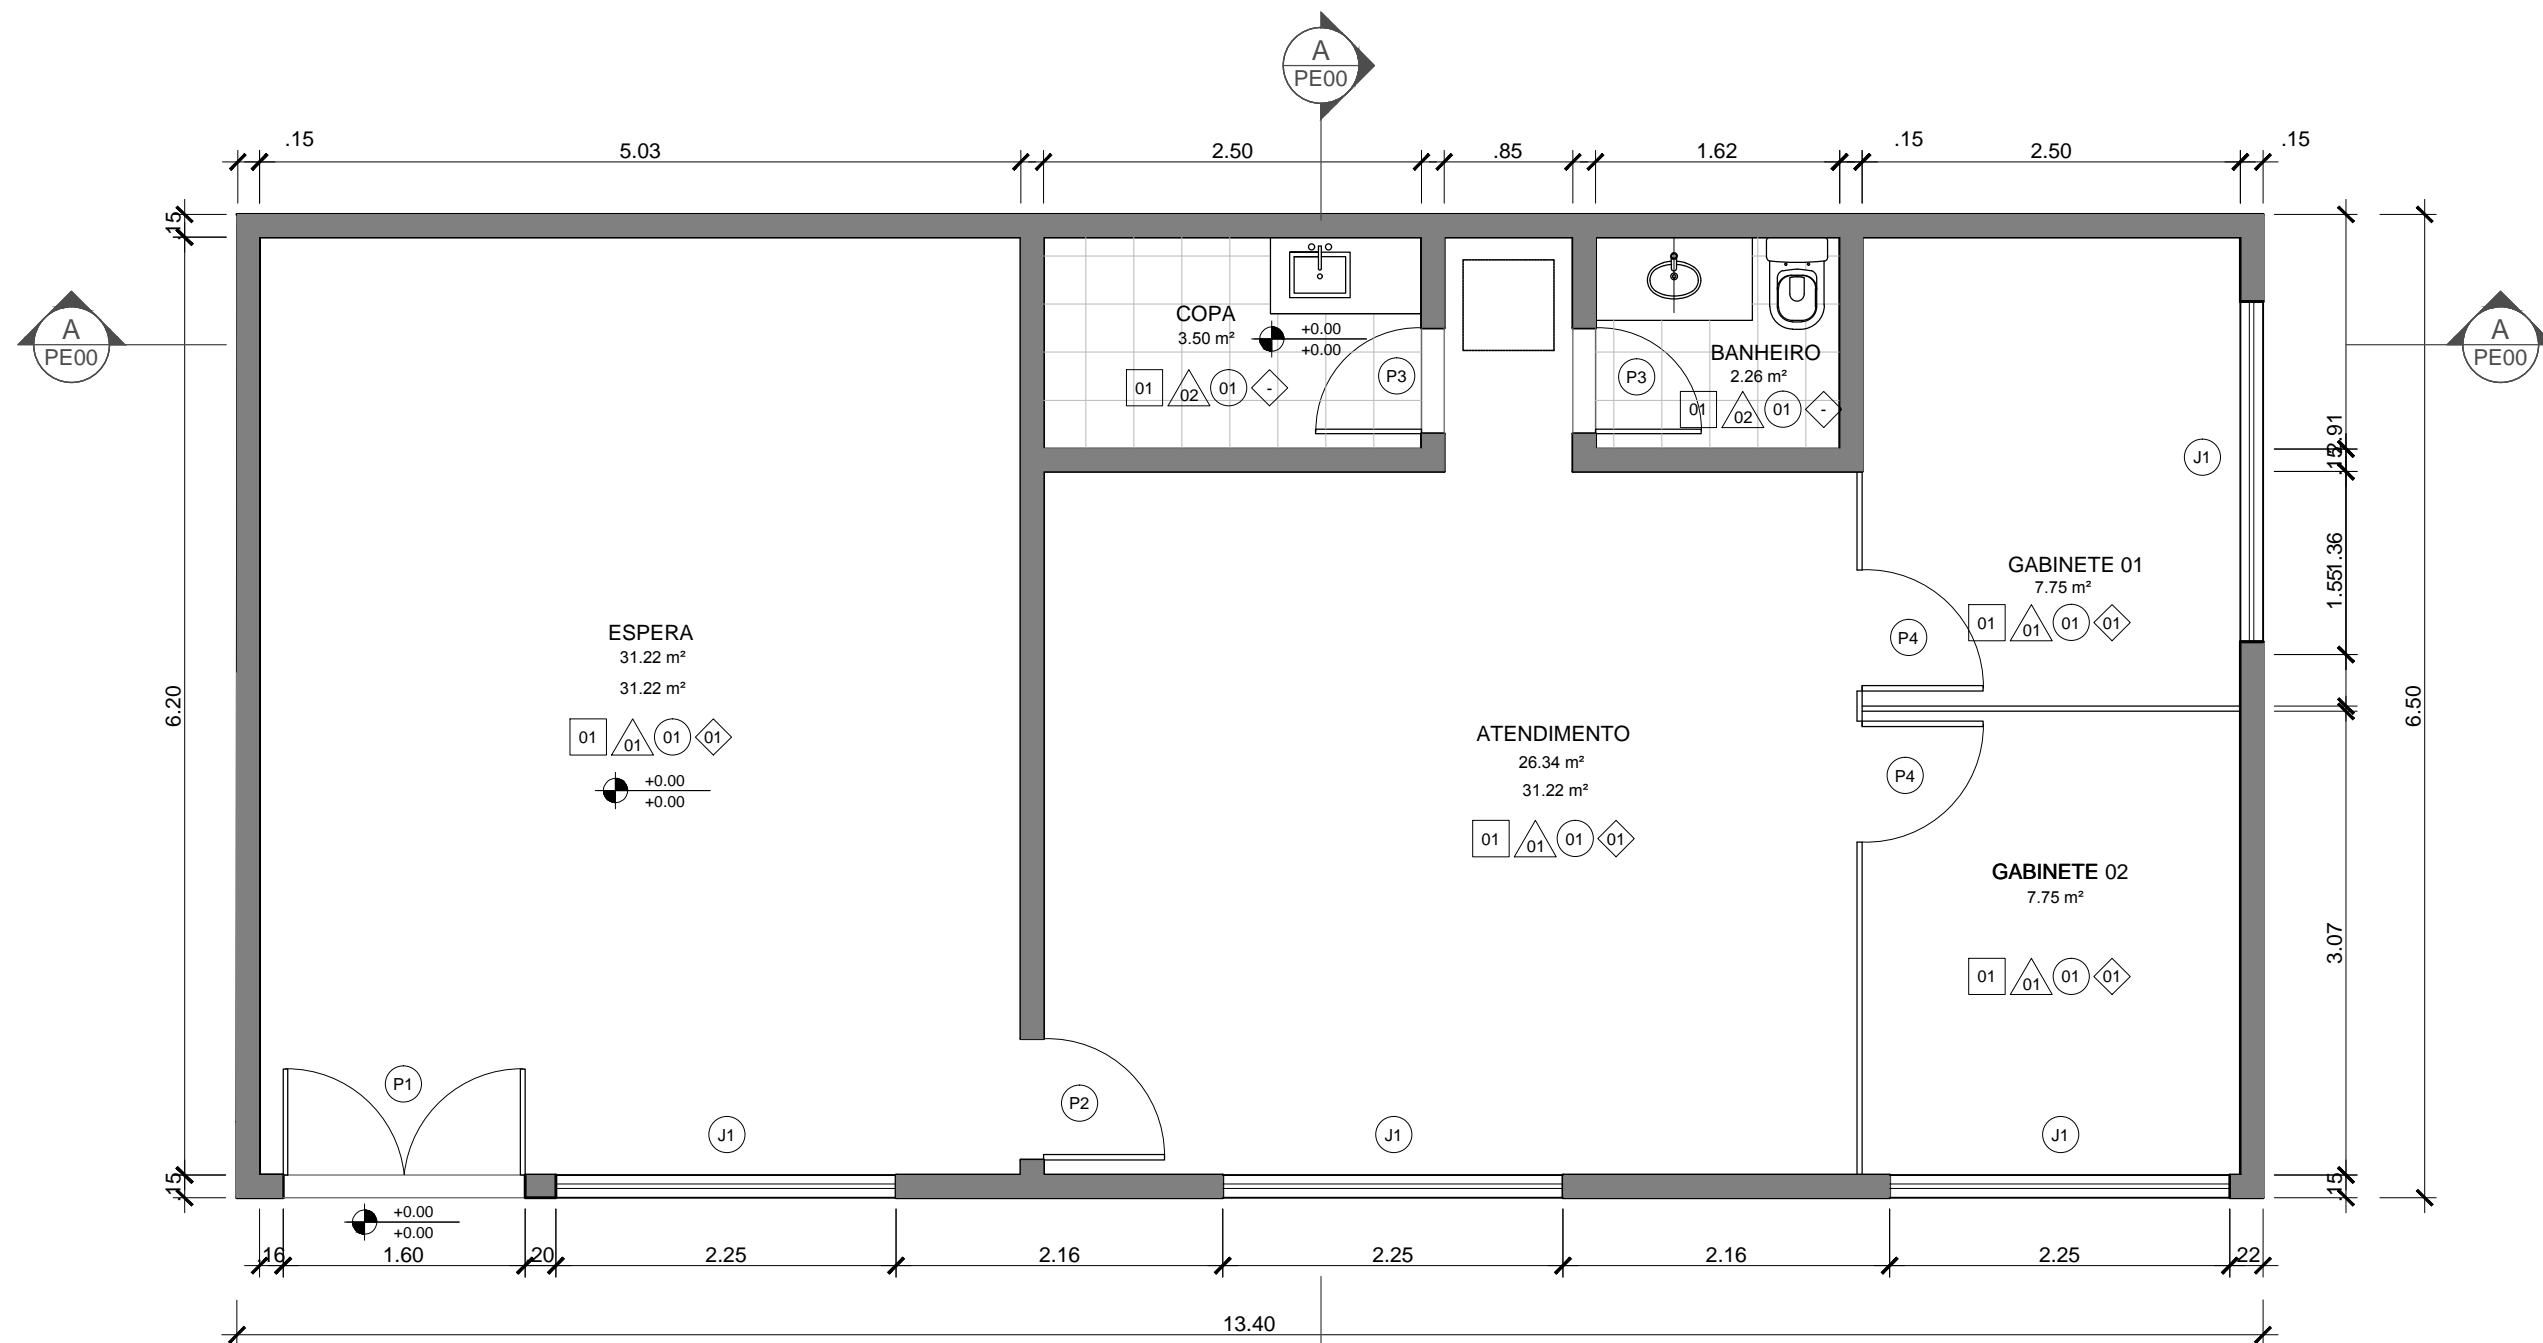 A
PE00
.15
5.03
2.50
.85
1.62
.15
2.50
.15
.15
A
PE00
COPA
3.50 m²
+0.00
+0.00
01
02
01
-
P3
P3
BANHEIRO
2.26 m²
01
02
01
-
A
PE00
J1
2.91
.15
1.36
1.55
GABINETE 01
7.75 m²
01
01
01
01
P4
6.20
ESPERA
31.22 m²
31.22 m²
01
01
01
01
+0.00
+0.00
ATENDIMENTO
26.34 m²
31.22 m²
01
01
01
01
P4
6.50
GABINETE 02
7.75 m²
01
01
01
01
3.07
P1
J1
P2
J1
J1
.15
.15
+0.00
+0.00
.16
1.60
.20
2.25
2.16
2.25
2.16
2.25
.22
13.40